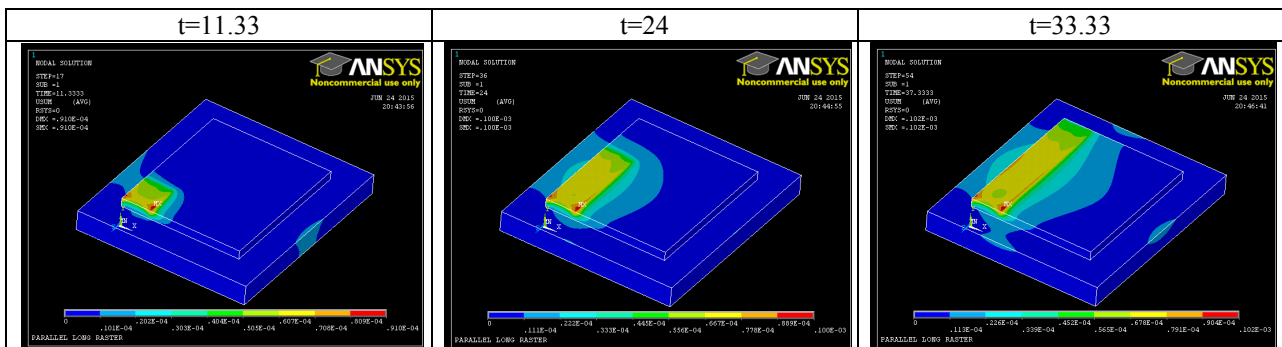 t=11.33
t=24
t=33.33
1
NODAL SOLUTION
STEP=17
SUB =1
TIME=11.3333
USUM (AVG)
RSYS=0
DMX =.910E-04
SMX =.910E-04
ANSYS
Noncommercial use only
JUN 24 2015
20:43:56
MX
MN
X
0 .202E-04 .404E-04 .607E-04 .809E-04
.101E-04 .303E-04 .505E-04 .708E-04 .910E-04
PARALLEL LONG RASTER
1
NODAL SOLUTION
STEP=36
SUB =1
TIME=24
USUM (AVG)
RSYS=0
DMX =.100E-03
SMX =.100E-03
ANSYS
Noncommercial use only
JUN 24 2015
20:44:55
MX
MN
X
0 .222E-04 .445E-04 .667E-04 .889E-04
.111E-04 .333E-04 .556E-04 .778E-04 .100E-03
PARALLEL LONG RASTER
1
NODAL SOLUTION
STEP=54
SUB =1
TIME=37.3333
USUM (AVG)
RSYS=0
DMX =.102E-03
SMX =.102E-03
ANSYS
Noncommercial use only
JUN 24 2015
20:46:41
MX
MN
X
0 .226E-04 .452E-04 .678E-04 .904E-04
.113E-04 .339E-04 .565E-04 .791E-04 .102E-03
PARALLEL LONG RASTER